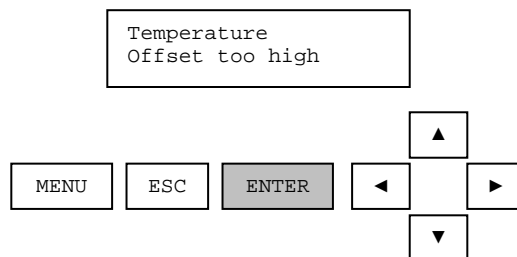 Temperature
Offset too high
▲
MENU ESC ENTER ◄ ►
▼